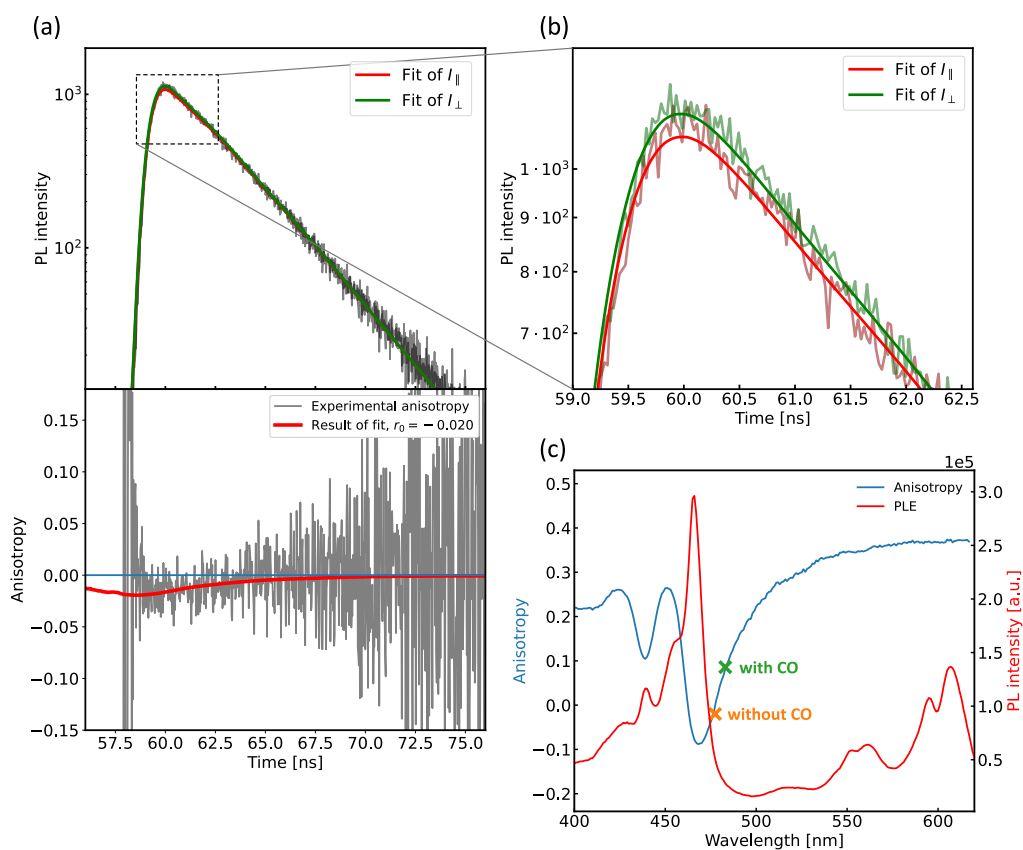 (a)
(b)
10³
10²
PL intensity
Fit of I∥
Fit of I⊥
1 · 10³
9 · 10²
8 · 10²
7 · 10²
PL intensity
Fit of I∥
Fit of I⊥
59.0 59.5 60.0 60.5 61.0 61.5 62.0 62.5
Time [ns]
0.15
0.10
0.05
0.00
−0.05
−0.10
−0.15
Anisotropy
Experimental anisotropy
Result of fit, r₀ = −0.020
57.5 60.0 62.5 65.0 67.5 70.0 72.5 75.0
Time [ns]
(c)
1e5
0.5
0.4
0.3
0.2
0.1
0.0
−0.1
−0.2
Anisotropy
Anisotropy
PLE
with CO
without CO
3.0
2.5
2.0
1.5
1.0
0.5
PL intensity [a.u.]
400 450 500 550 600
Wavelength [nm]